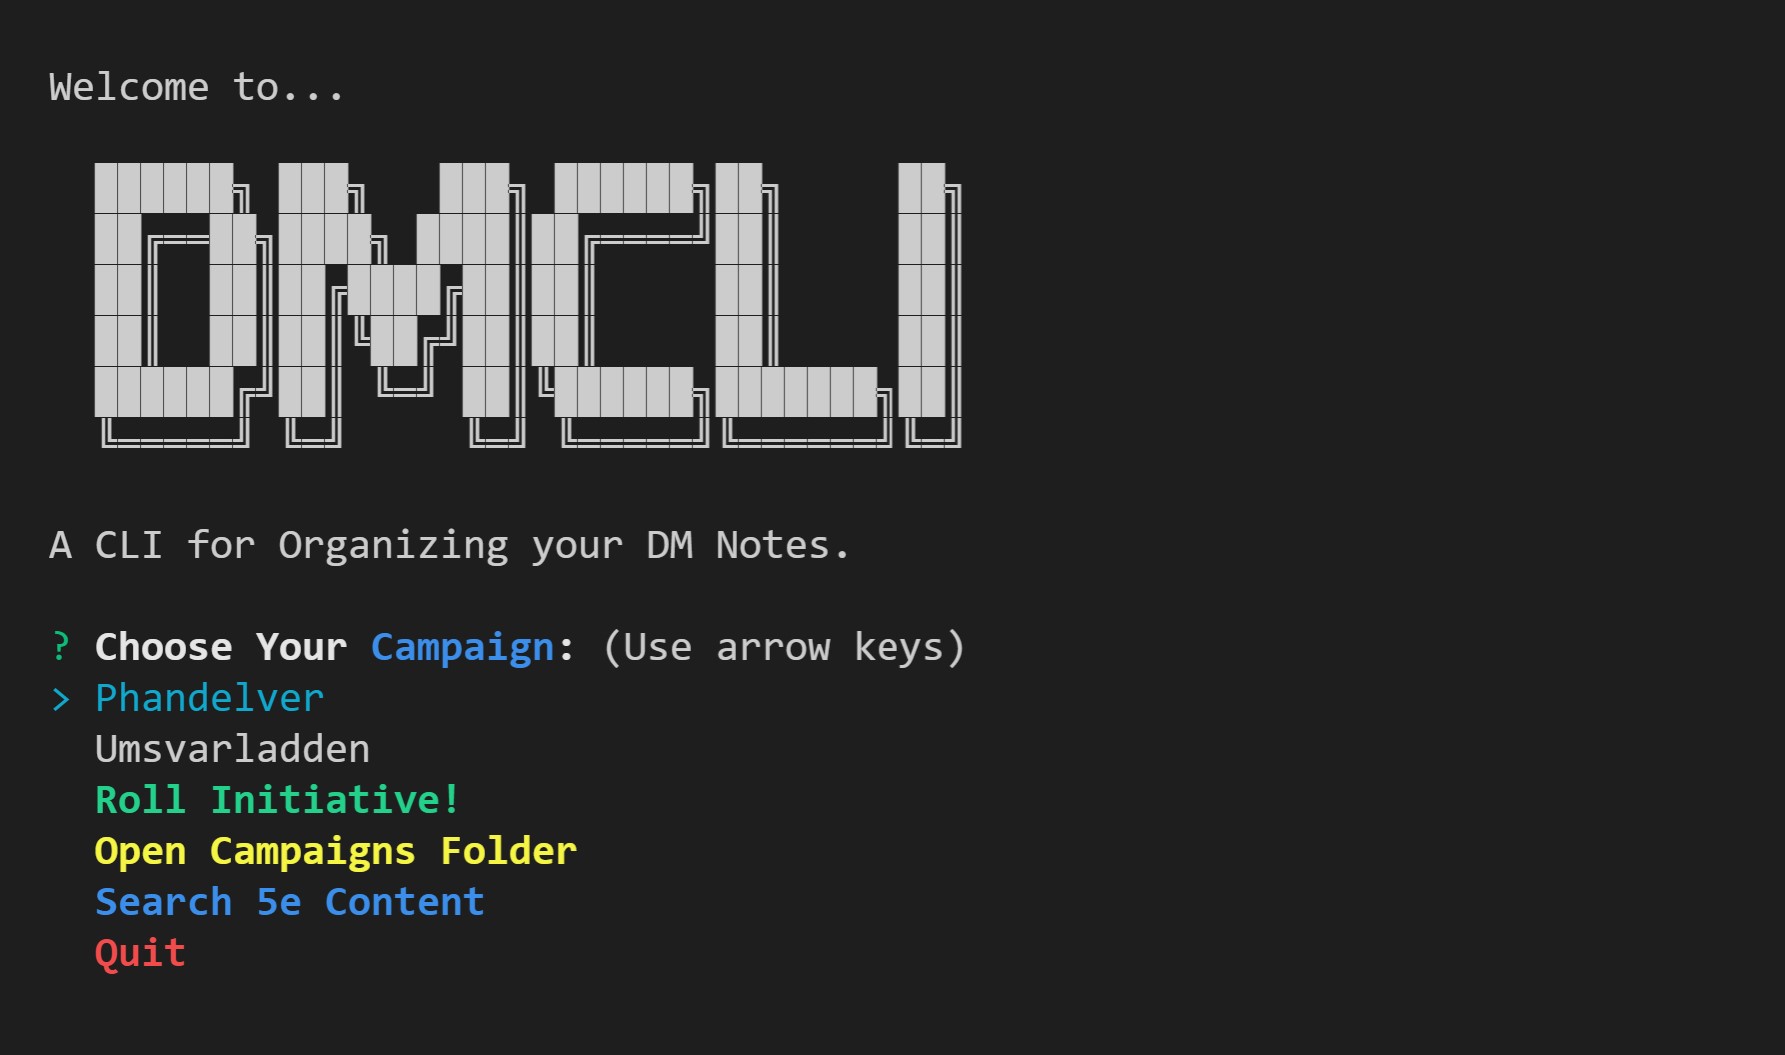 Welcome to...
DMCLI
A CLI for Organizing your DM Notes.
? Choose Your Campaign: (Use arrow keys)
> Phandelver
Umsvarladden
Roll Initiative!
Open Campaigns Folder
Search 5e Content
Quit